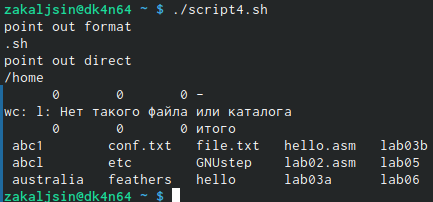 zakaljsin@dk4n64 ~ $ ./script4.sh
point out format
.sh
point out direct
/home
0 0 0 -
wc: l: Нет такого файла или каталога
0 0 0 итого
abc1 conf.txt file.txt hello.asm lab03b
abcl etc GNUstep lab02.asm lab05
australia feathers hello lab03a lab06
zakaljsin@dk4n64 ~ $